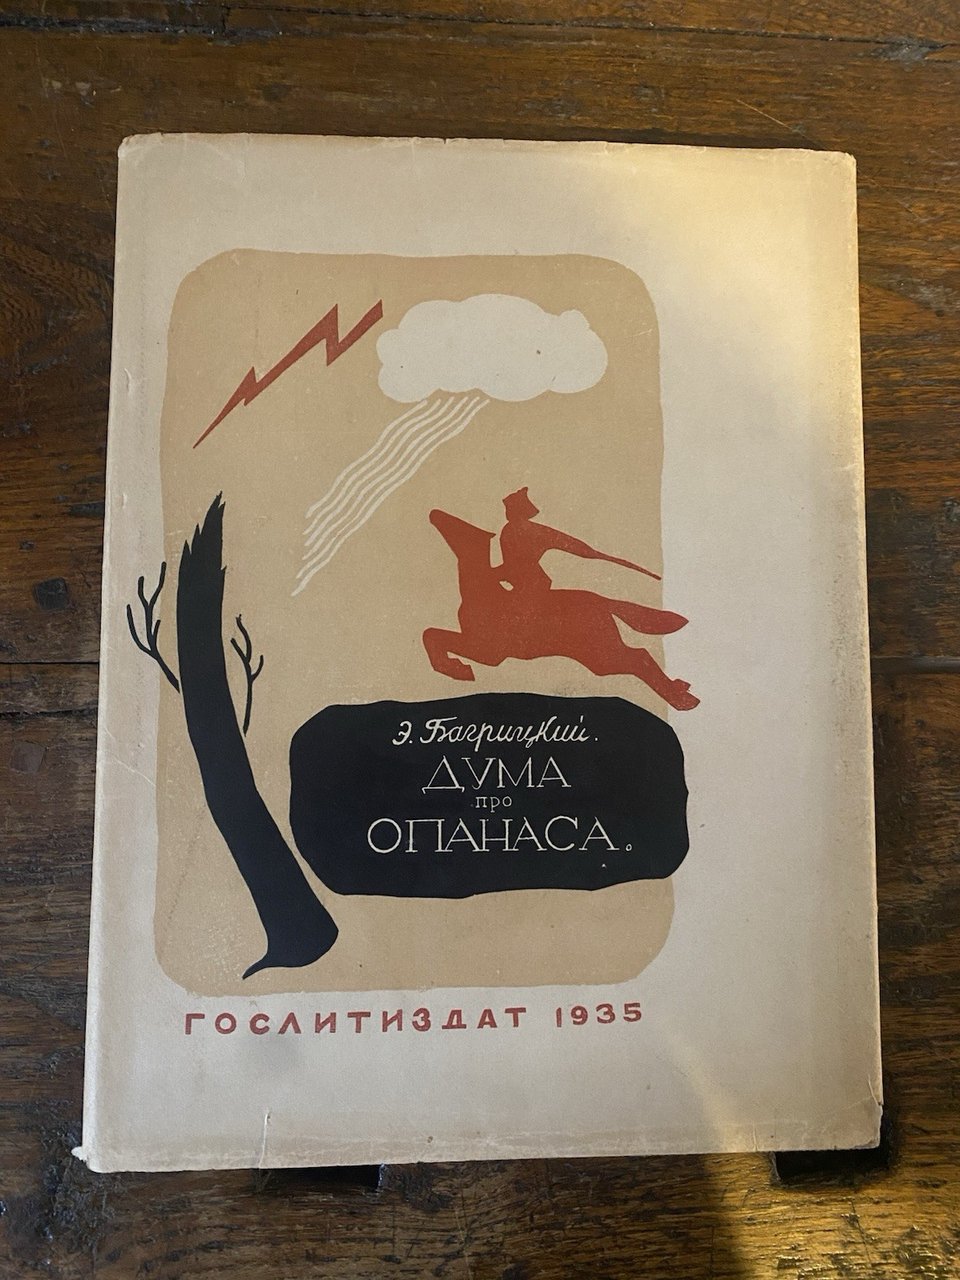 Э. Багрицкий.
ДУМА
про
ОПАНАСА.
ГОСЛИТИЗДАТ 1935